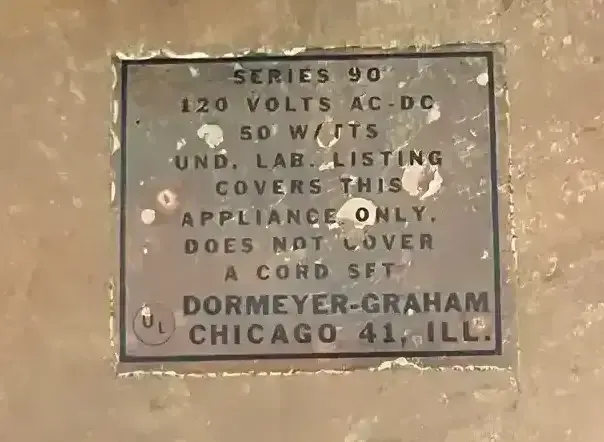 SERIES 90
120 VOLTS AC-DC
50 WATTS
UND. LAB. LISTING
COVERS THIS
APPLIANCE ONLY.
DOES NOT COVER
A CORD SET
UL
DORMEYER-GRAHAM
CHICAGO 41, ILL.